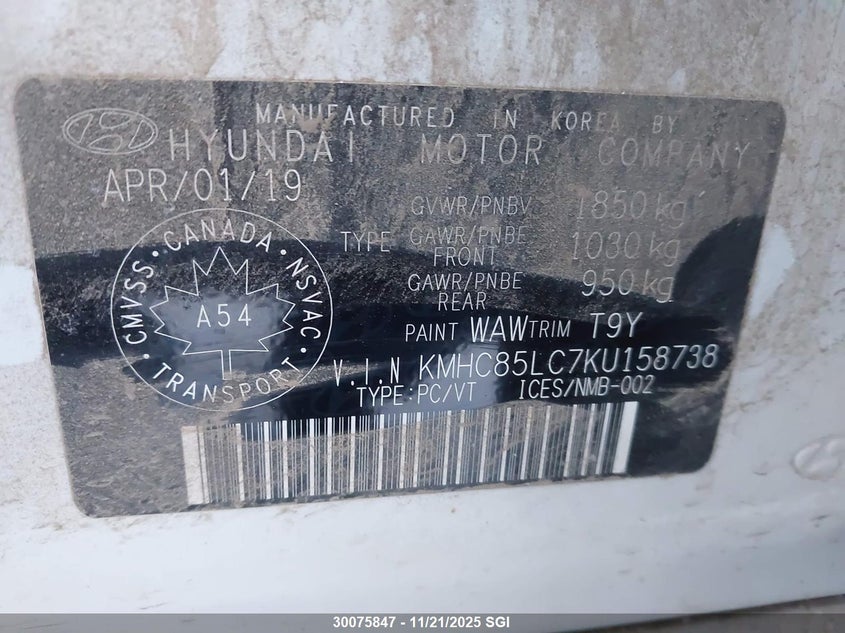 MANUFACTURED IN KOREA BY
HYUNDAI MOTOR COMPANY
APR/01/19
GVWR/PNBV 1850 kg
TYPE GAWR/PNBE FRONT 1030 kg
GAWR/PNBE REAR 950 kg
PAINT WAW TRIM T9Y
V.I.N KMHC85LC7KU158738
TYPE:PC/VT ICES/NMB-002
CMVSS · CANADA · NSVAC · TRANSPORT ·
A54
30075847 - 11/21/2025 SGI